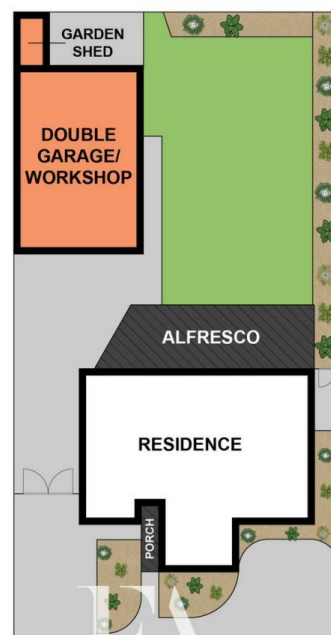 GARDEN
SHED
DOUBLE
GARAGE/
WORKSHOP
ALFRESCO
RESIDENCE
PORCH